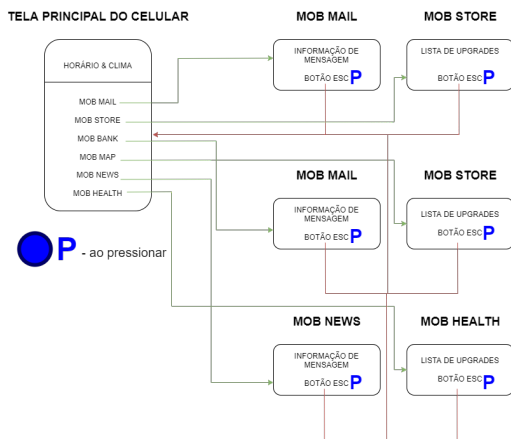 TELA PRINCIPAL DO CELULAR
MOB MAIL
MOB STORE
HORÁRIO & CLIMA
MOB MAIL
MOB STORE
MOB BANK
MOB MAP
MOB NEWS
MOB HEALTH
INFORMAÇÃO DE
MENSAGEM
BOTÃO ESC P
LISTA DE UPGRADES
BOTÃO ESC P
P - ao pressionar
MOB MAIL
MOB STORE
INFORMAÇÃO DE
MENSAGEM
BOTÃO ESC P
LISTA DE UPGRADES
BOTÃO ESC P
MOB NEWS
MOB HEALTH
INFORMAÇÃO DE
MENSAGEM
BOTÃO ESC P
LISTA DE UPGRADES
BOTÃO ESC P